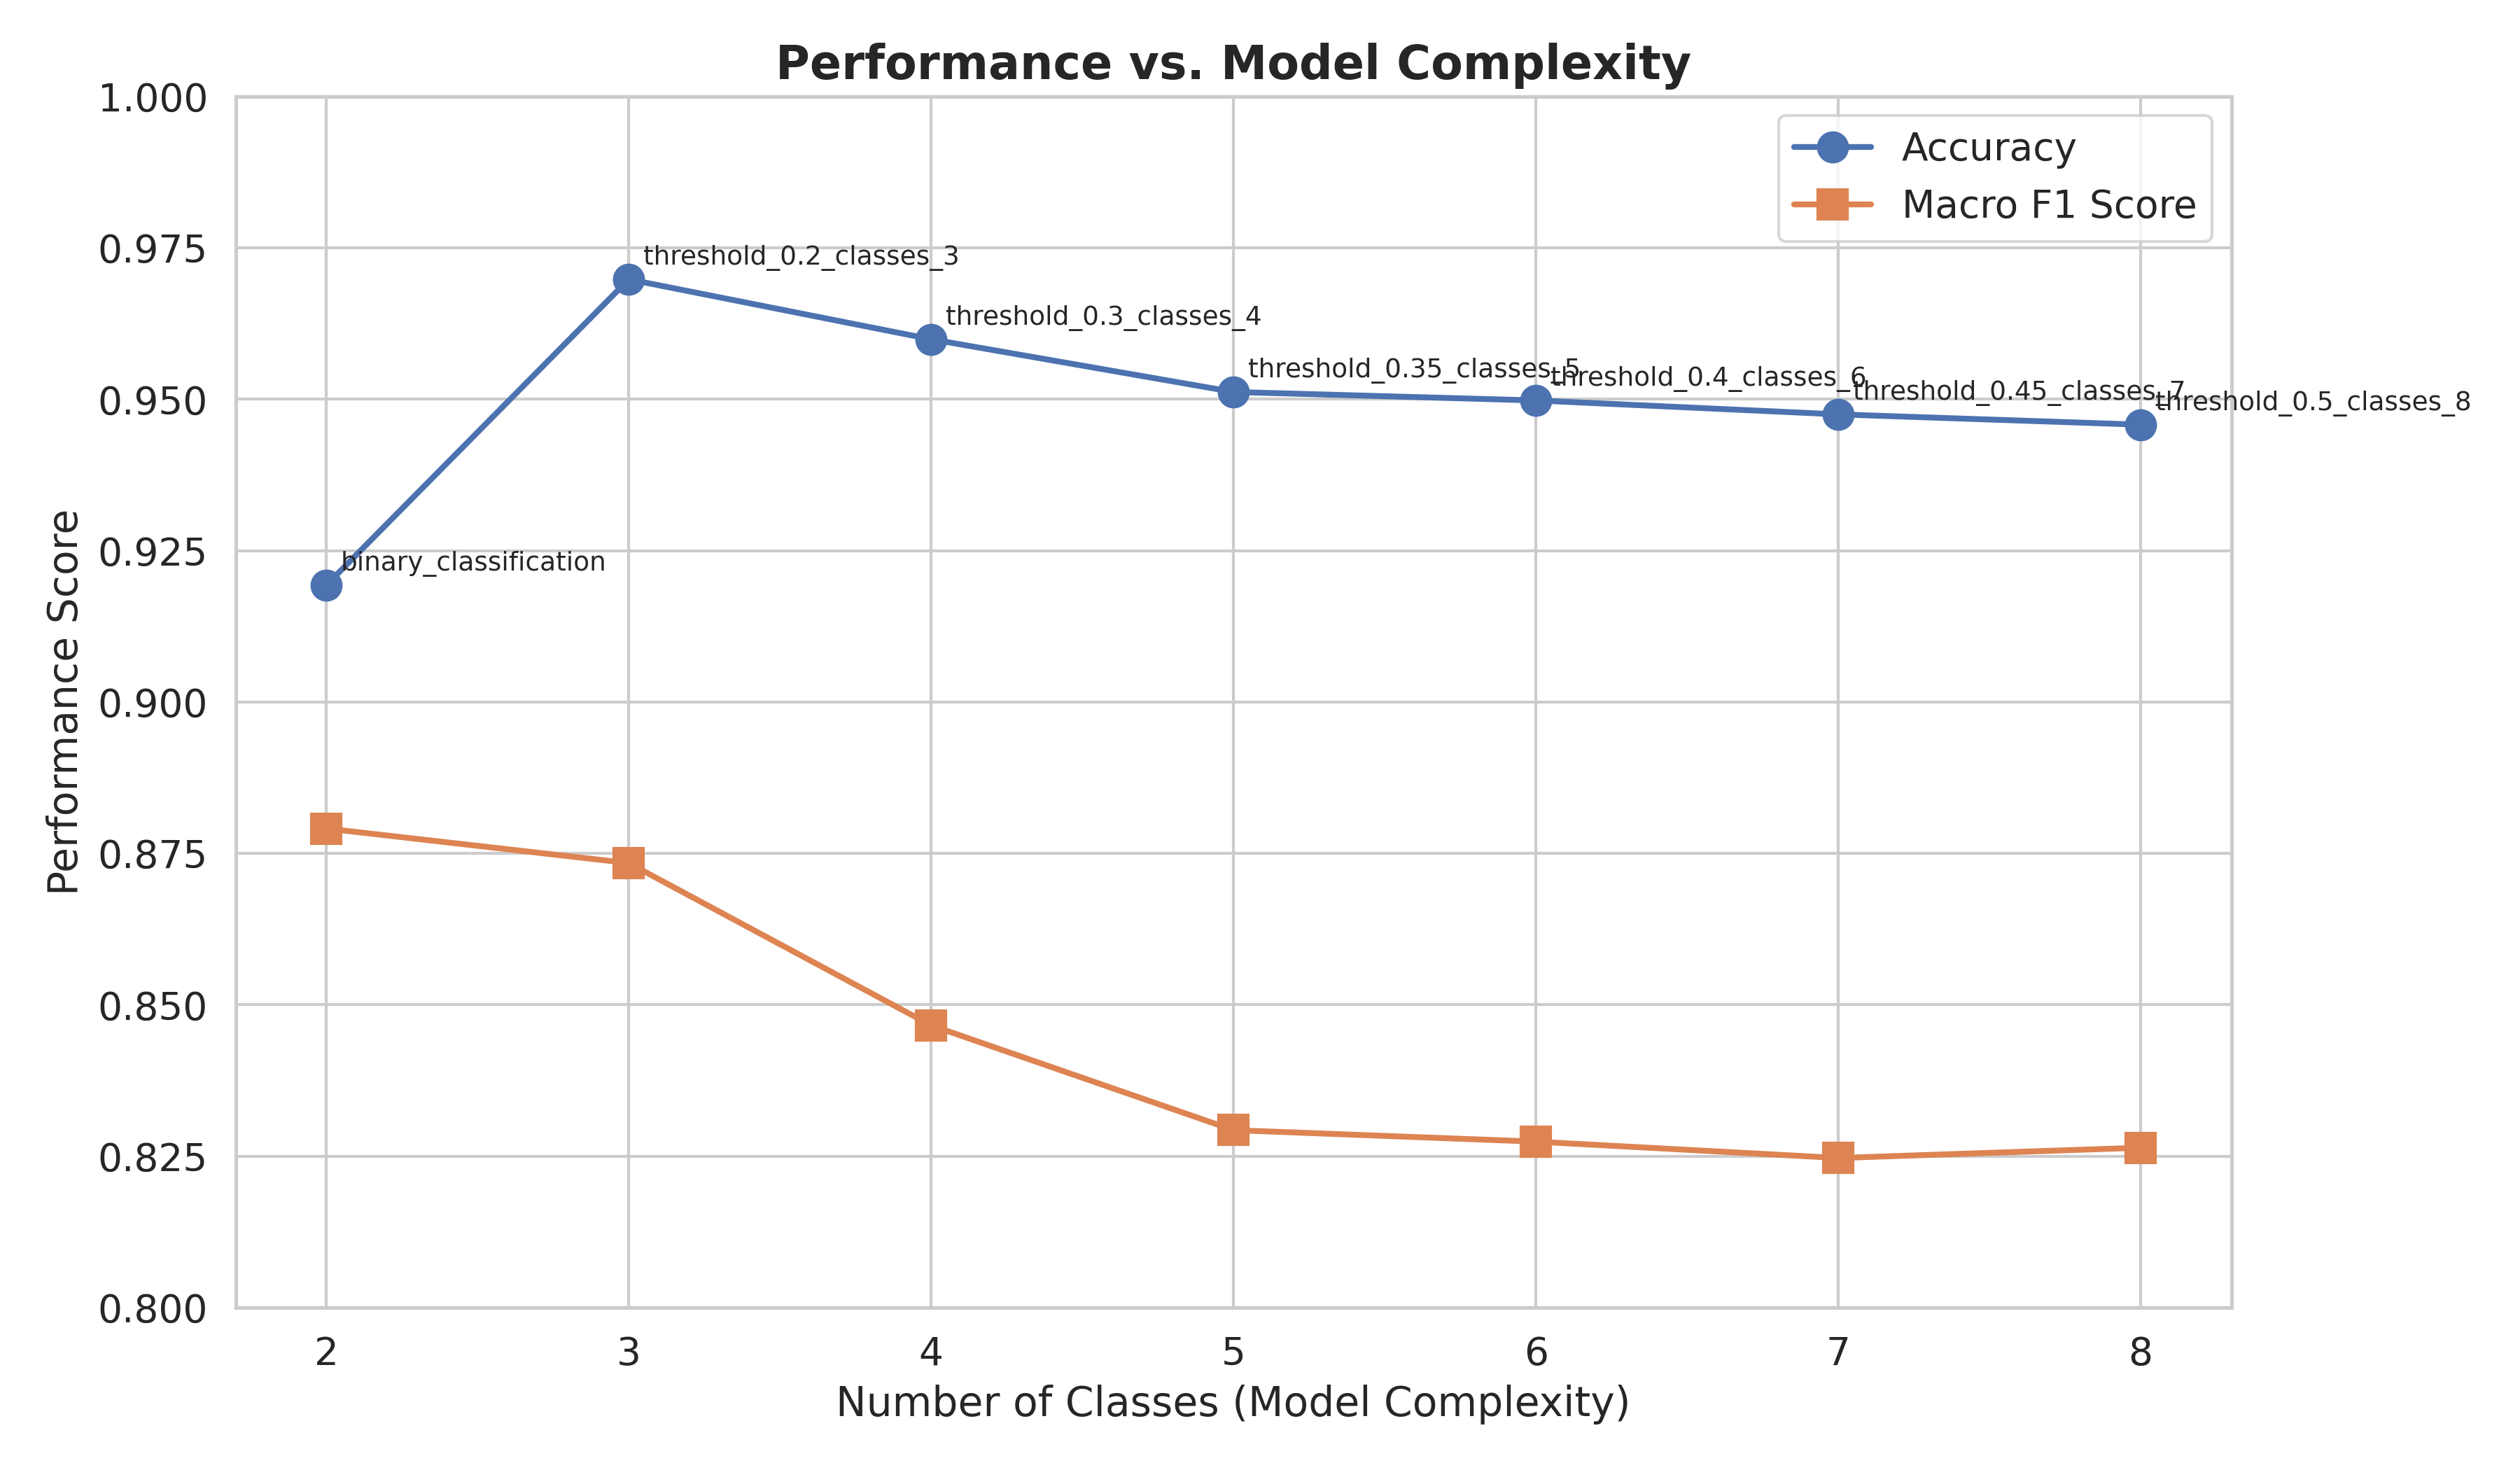 Performance vs. Model Complexity
1.000
0.975
0.950
0.925
0.900
0.875
0.850
0.825
0.800
Performance Score
Accuracy
Macro F1 Score
binary_classification
threshold_0.2_classes_3
threshold_0.3_classes_4
threshold_0.35_classes_5
threshold_0.4_classes_6
threshold_0.45_classes_7
threshold_0.5_classes_8
2 3 4 5 6 7 8
Number of Classes (Model Complexity)